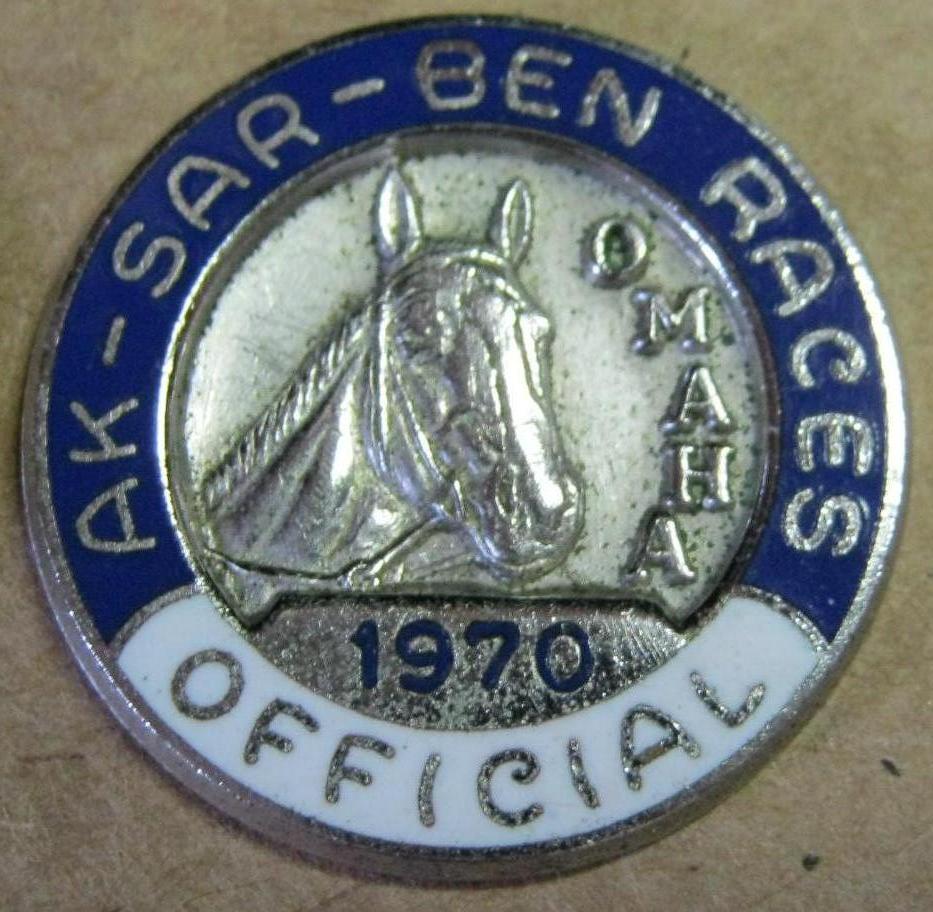 AK-SAR-BEN RACES
OMAHA
1970
OFFICIAL